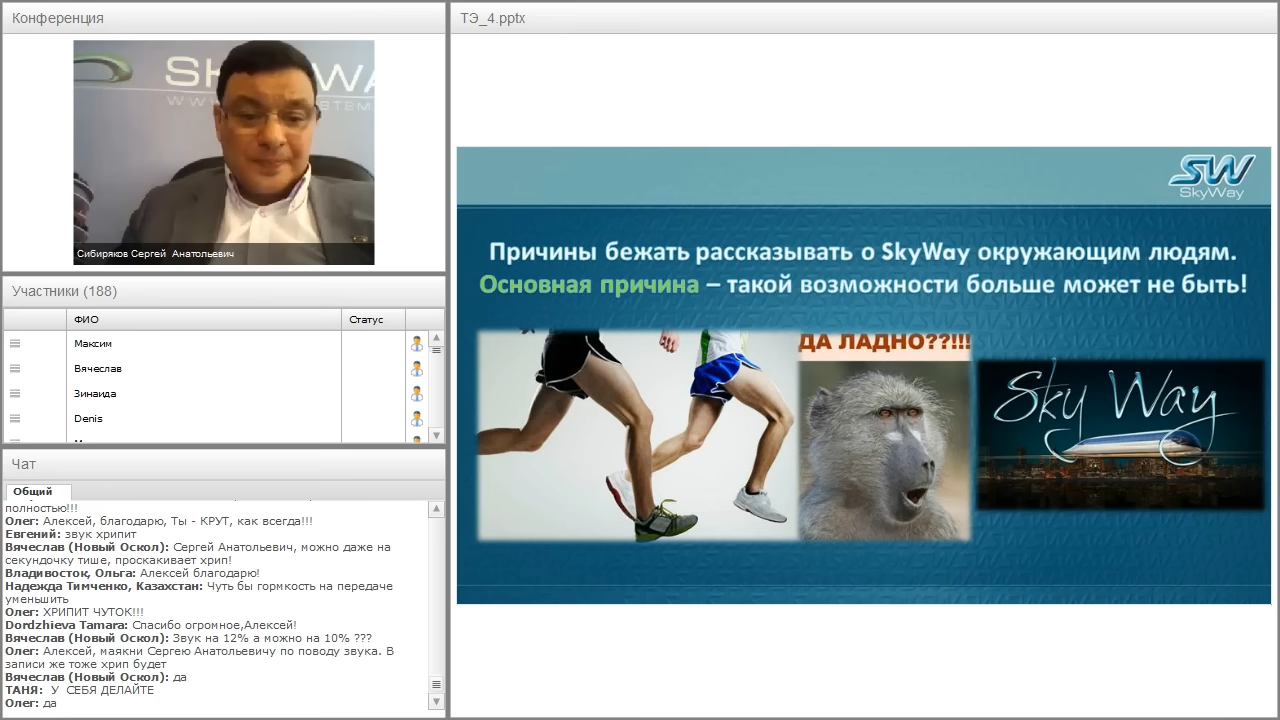 Конференция
SKYWAY
Сибиряков Сергей Анатольевич
Участники (188)
ФИО
Статус
Максим
Вячеслав
Зинаида
Denis
Чат
Общий
полностью!!!
Олег: Алексей, благодарю, Ты - КРУТ, как всегда!!!
Евгений: звук хрипит
Вячеслав (Новый Оскол): Сергей Анатольевич, можно даже на
секундочку тише, проскакивает хрип!
Владивосток, Ольга: Алексей благодарю!
Надежда Тимченко, Казахстан: Чуть бы гормкость на передаче
уменьшить
Олег: ХРИПИТ ЧУТОК!!!
Dordzhieva Tamara: Спасибо огромное,Алексей!
Вячеслав (Новый Оскол): Звук на 12% а можно на 10% ???
Олег: Алексей, маякни Сергею Анатольевичу по поводу звука. В
записи же тоже хрип будет
Вячеслав (Новый Оскол): да
ТАНЯ: У СЕБЯ ДЕЛАЙТЕ
Олег: да
ТЭ_4.pptx
SW
SkyWay
Причины бежать рассказывать о SkyWay окружающим людям.
Основная причина – такой возможности больше может не быть!
ДА ЛАДНО??!!!
Sky Way